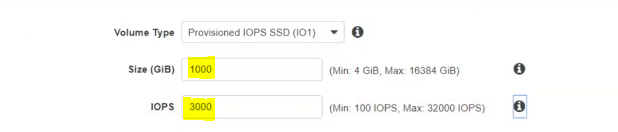 Volume Type Provisioned IOPS SSD (IO1)
Size (GiB) 1000 (Min: 4 GiB, Max: 16384 GiB)
IOPS 3000 (Min: 100 IOPS, Max: 32000 IOPS)